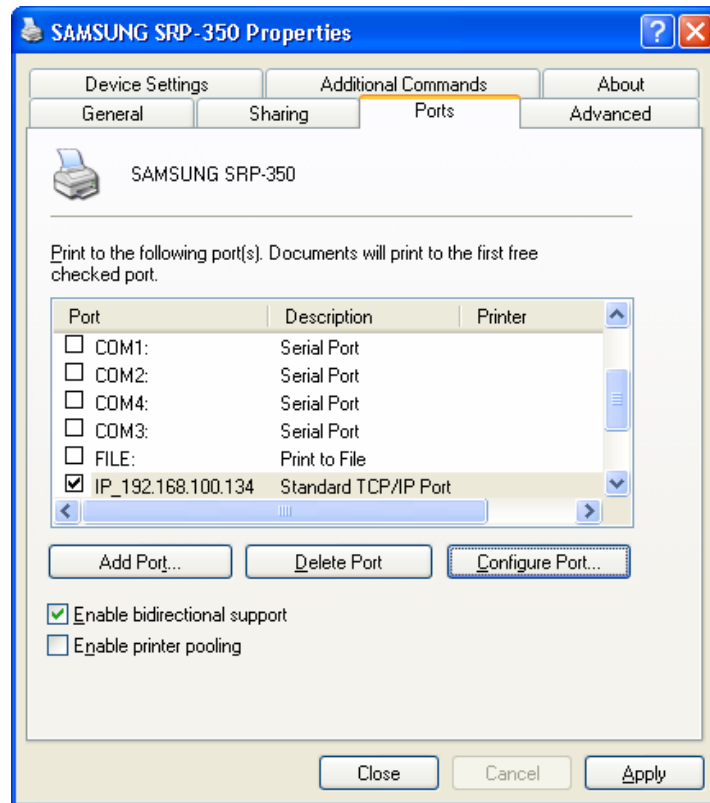 SAMSUNG SRP-350 Properties
Device Settings Additional Commands About
General Sharing Ports Advanced
SAMSUNG SRP-350
Print to the following port(s). Documents will print to the first free
checked port.
Port Description Printer
COM1: Serial Port
COM2: Serial Port
COM4: Serial Port
COM3: Serial Port
FILE: Print to File
IP_192.168.100.134 Standard TCP/IP Port
Add Port... Delete Port Configure Port...
Enable bidirectional support
Enable printer pooling
Close Cancel Apply